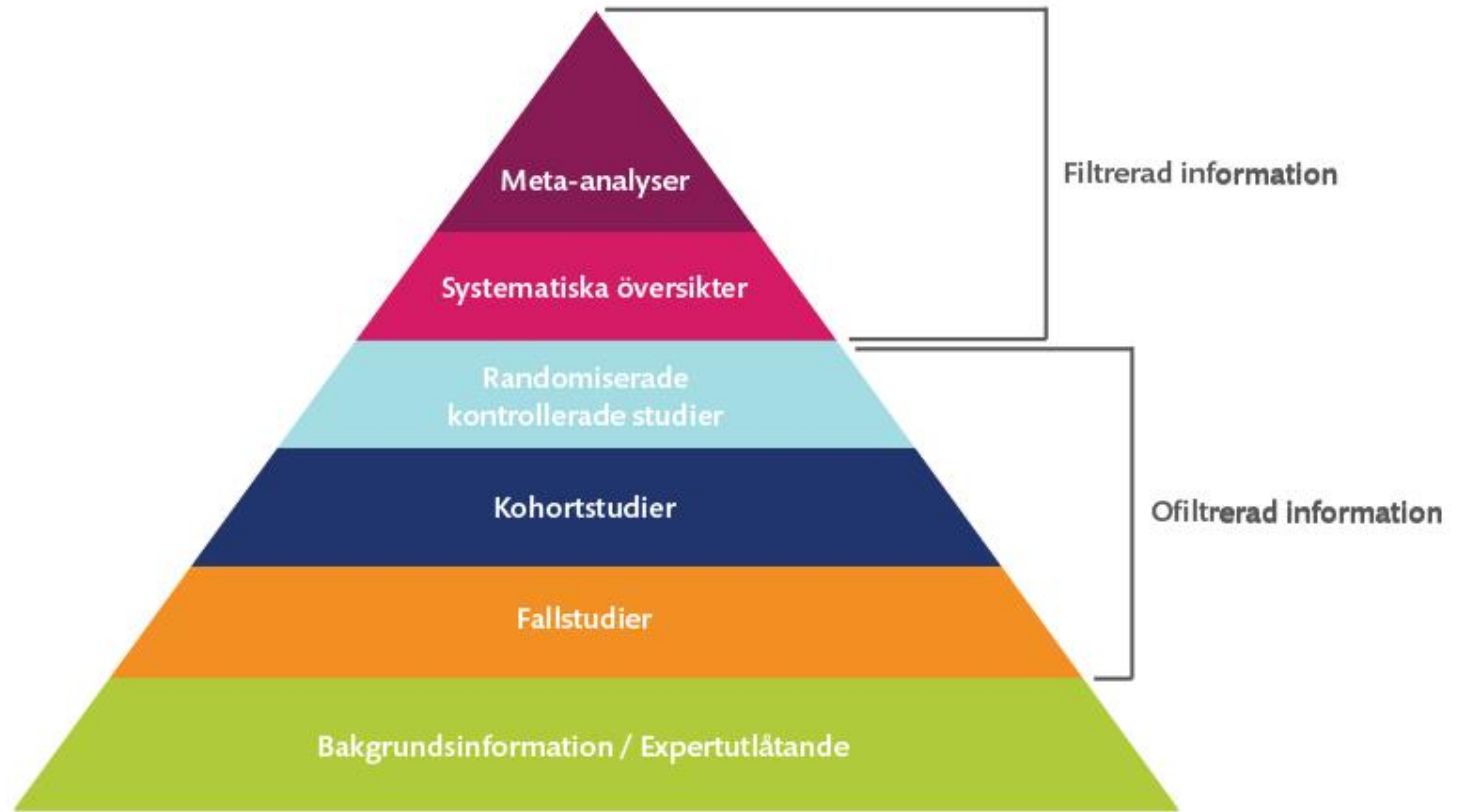 Meta-analyser
Filtrerad information
Systematiska översikter
Randomiserade
kontrollerade studier
Kohortstudier
Ofiltrerad information
Fallstudier
Bakgrundsinformation / Expertutlåtande